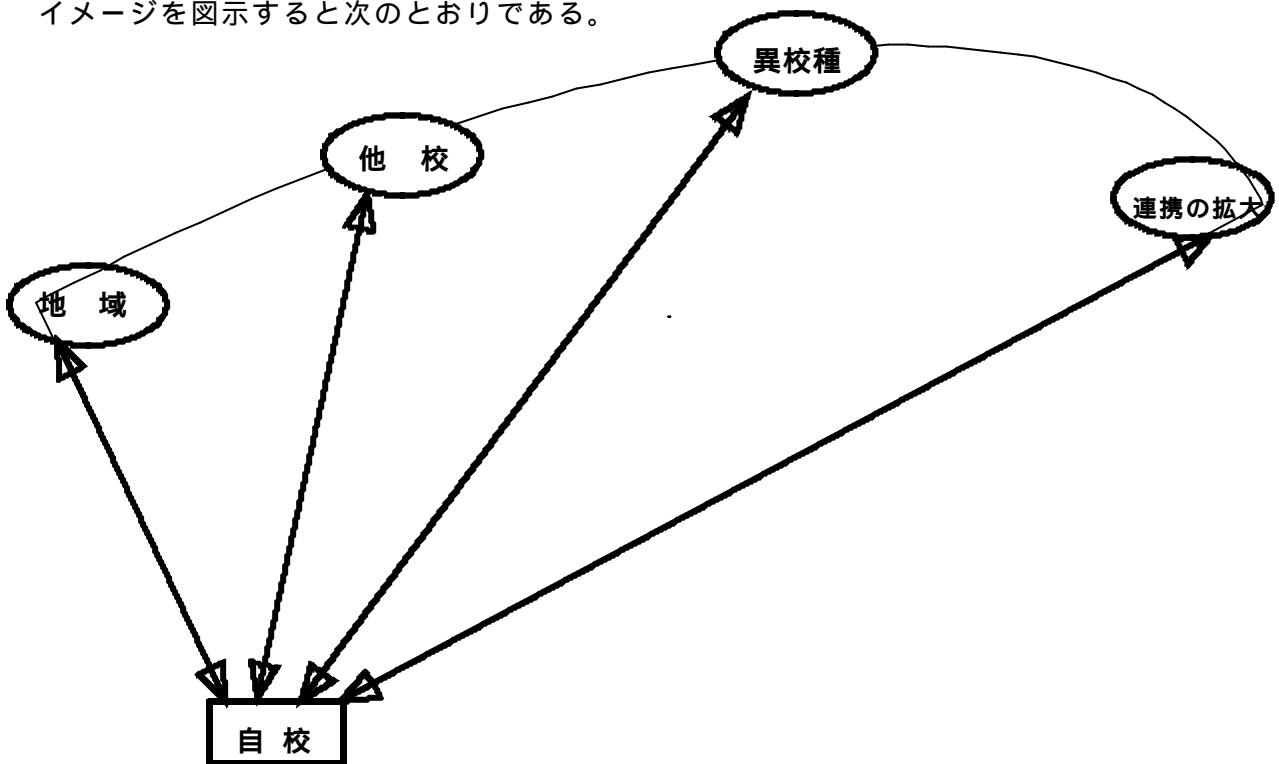 イメージを図示すると次のとおりである。
異校種
他　校
連携の拡大
地　域
自 校